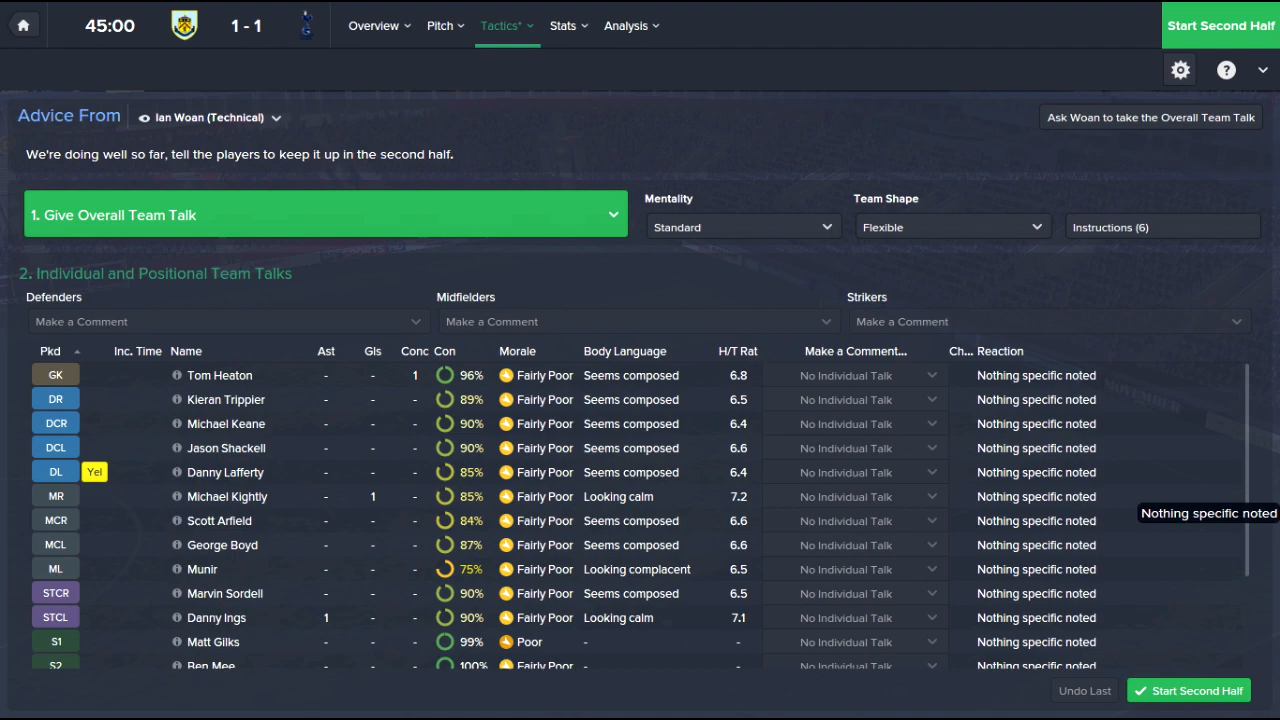 45:00 1 - 1 Overview Pitch Tactics* Stats Analysis Start Second Half
?
Advice From Ian Woan (Technical) Ask Woan to take the Overall Team Talk
We're doing well so far, tell the players to keep it up in the second half.
Mentality Team Shape
1. Give Overall Team Talk Standard Flexible Instructions (6)
2. Individual and Positional Team Talks
Defenders Midfielders Strikers
Make a Comment Make a Comment Make a Comment
Pkd Inc. Time Name Ast Gls Conc Con Morale Body Language H/T Rat Make a Comment... Ch... Reaction
GK Tom Heaton - - 1 96% Fairly Poor Seems composed 6.8 No Individual Talk Nothing specific noted
DR Kieran Trippier - - - 89% Fairly Poor Seems composed 6.5 No Individual Talk Nothing specific noted
DCR Michael Keane - - - 90% Fairly Poor Seems composed 6.4 No Individual Talk Nothing specific noted
DCL Jason Shackell - - - 90% Fairly Poor Seems composed 6.6 No Individual Talk Nothing specific noted
DL Yel Danny Lafferty - - - 85% Fairly Poor Seems composed 6.4 No Individual Talk Nothing specific noted
MR Michael Kightly - 1 - 85% Fairly Poor Looking calm 7.2 No Individual Talk Nothing specific noted
Nothing specific noted
MCR Scott Arfield - - - 84% Fairly Poor Seems composed 6.6 No Individual Talk Nothing specific noted
MCL George Boyd - - - 87% Fairly Poor Seems composed 6.6 No Individual Talk Nothing specific noted
ML Munir - - - 75% Fairly Poor Looking complacent 6.5 No Individual Talk Nothing specific noted
STCR Marvin Sordell - - - 90% Fairly Poor Seems composed 6.5 No Individual Talk Nothing specific noted
STCL Danny Ings 1 - - 90% Fairly Poor Looking calm 7.1 No Individual Talk Nothing specific noted
S1 Matt Gilks - - - 99% Poor - - No Individual Talk Nothing specific noted
S2 Ben Mee - - - 100% Fairly Poor - - No Individual Talk Nothing specific noted
Undo Last Start Second Half